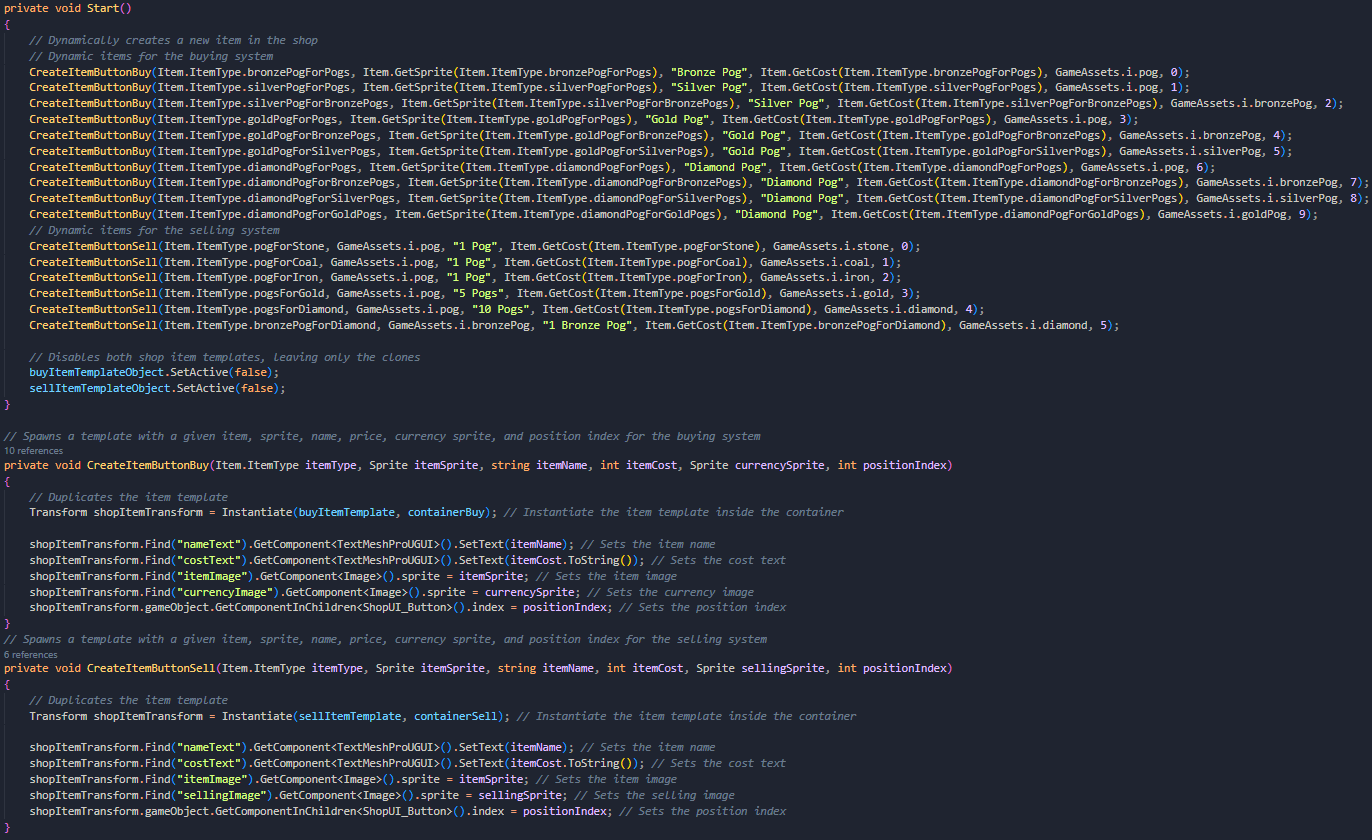 private void Start()
{
// Dynamically creates a new item in the shop
// Dynamic items for the buying system
CreateItemButtonBuy(Item.ItemType.bronzePogForPogs, Item.GetSprite(Item.ItemType.bronzePogForPogs), "Bronze Pog", Item.GetCost(Item.ItemType.bronzePogForPogs), GameAssets.i.pog, 0);
CreateItemButtonBuy(Item.ItemType.silverPogForPogs, Item.GetSprite(Item.ItemType.silverPogForPogs), "Silver Pog", Item.GetCost(Item.ItemType.silverPogForPogs), GameAssets.i.pog, 1);
CreateItemButtonBuy(Item.ItemType.silverPogForBronzePogs, Item.GetSprite(Item.ItemType.silverPogForBronzePogs), "Silver Pog", Item.GetCost(Item.ItemType.silverPogForBronzePogs), GameAssets.i.bronzePog, 2);
CreateItemButtonBuy(Item.ItemType.goldPogForPogs, Item.GetSprite(Item.ItemType.goldPogForPogs), "Gold Pog", Item.GetCost(Item.ItemType.goldPogForPogs), GameAssets.i.pog, 3);
CreateItemButtonBuy(Item.ItemType.goldPogForBronzePogs, Item.GetSprite(Item.ItemType.goldPogForBronzePogs), "Gold Pog", Item.GetCost(Item.ItemType.goldPogForBronzePogs), GameAssets.i.bronzePog, 4);
CreateItemButtonBuy(Item.ItemType.goldPogForSilverPogs, Item.GetSprite(Item.ItemType.goldPogForSilverPogs), "Gold Pog", Item.GetCost(Item.ItemType.goldPogForSilverPogs), GameAssets.i.silverPog, 5);
CreateItemButtonBuy(Item.ItemType.diamondPogForPogs, Item.GetSprite(Item.ItemType.diamondPogForPogs), "Diamond Pog", Item.GetCost(Item.ItemType.diamondPogForPogs), GameAssets.i.pog, 6);
CreateItemButtonBuy(Item.ItemType.diamondPogForBronzePogs, Item.GetSprite(Item.ItemType.diamondPogForBronzePogs), "Diamond Pog", Item.GetCost(Item.ItemType.diamondPogForBronzePogs), GameAssets.i.bronzePog, 7);
CreateItemButtonBuy(Item.ItemType.diamondPogForSilverPogs, Item.GetSprite(Item.ItemType.diamondPogForSilverPogs), "Diamond Pog", Item.GetCost(Item.ItemType.diamondPogForSilverPogs), GameAssets.i.silverPog, 8);
CreateItemButtonBuy(Item.ItemType.diamondPogForGoldPogs, Item.GetSprite(Item.ItemType.diamondPogForGoldPogs), "Diamond Pog", Item.GetCost(Item.ItemType.diamondPogForGoldPogs), GameAssets.i.goldPog, 9);
// Dynamic items for the selling system
CreateItemButtonSell(Item.ItemType.pogForStone, GameAssets.i.pog, "1 Pog", Item.GetCost(Item.ItemType.pogForStone), GameAssets.i.stone, 0);
CreateItemButtonSell(Item.ItemType.pogForCoal, GameAssets.i.pog, "1 Pog", Item.GetCost(Item.ItemType.pogForCoal), GameAssets.i.coal, 1);
CreateItemButtonSell(Item.ItemType.pogForIron, GameAssets.i.pog, "1 Pog", Item.GetCost(Item.ItemType.pogForIron), GameAssets.i.iron, 2);
CreateItemButtonSell(Item.ItemType.pogsForGold, GameAssets.i.pog, "5 Pogs", Item.GetCost(Item.ItemType.pogsForGold), GameAssets.i.gold, 3);
CreateItemButtonSell(Item.ItemType.pogsForDiamond, GameAssets.i.pog, "10 Pogs", Item.GetCost(Item.ItemType.pogsForDiamond), GameAssets.i.diamond, 4);
CreateItemButtonSell(Item.ItemType.bronzePogForDiamond, GameAssets.i.bronzePog, "1 Bronze Pog", Item.GetCost(Item.ItemType.bronzePogForDiamond), GameAssets.i.diamond, 5);
// Disables both shop item templates, leaving only the clones
buyItemTemplateObject.SetActive(false);
sellItemTemplateObject.SetActive(false);
}
// Spawns a template with a given item, sprite, name, price, currency sprite, and position index for the buying system
10 references
private void CreateItemButtonBuy(Item.ItemType itemType, Sprite itemSprite, string itemName, int itemCost, Sprite currencySprite, int positionIndex)
{
// Duplicates the item template
Transform shopItemTransform = Instantiate(buyItemTemplate, containerBuy); // Instantiate the item template inside the container
shopItemTransform.Find("nameText").GetComponent<TextMeshProUGUI>().SetText(itemName); // Sets the item name
shopItemTransform.Find("costText").GetComponent<TextMeshProUGUI>().SetText(itemCost.ToString()); // Sets the cost text
shopItemTransform.Find("itemImage").GetComponent<Image>().sprite = itemSprite; // Sets the item image
shopItemTransform.Find("currencyImage").GetComponent<Image>().sprite = currencySprite; // Sets the currency image
shopItemTransform.gameObject.GetComponentInChildren<ShopUI_Button>().index = positionIndex; // Sets the position index
}
// Spawns a template with a given item, sprite, name, price, currency sprite, and position index for the selling system
6 references
private void CreateItemButtonSell(Item.ItemType itemType, Sprite itemSprite, string itemName, int itemCost, Sprite sellingSprite, int positionIndex)
{
// Duplicates the item template
Transform shopItemTransform = Instantiate(sellItemTemplate, containerSell); // Instantiate the item template inside the container
shopItemTransform.Find("nameText").GetComponent<TextMeshProUGUI>().SetText(itemName); // Sets the item name
shopItemTransform.Find("costText").GetComponent<TextMeshProUGUI>().SetText(itemCost.ToString()); // Sets the cost text
shopItemTransform.Find("itemImage").GetComponent<Image>().sprite = itemSprite; // Sets the item image
shopItemTransform.Find("sellingImage").GetComponent<Image>().sprite = sellingSprite; // Sets the selling image
shopItemTransform.gameObject.GetComponentInChildren<ShopUI_Button>().index = positionIndex; // Sets the position index
}